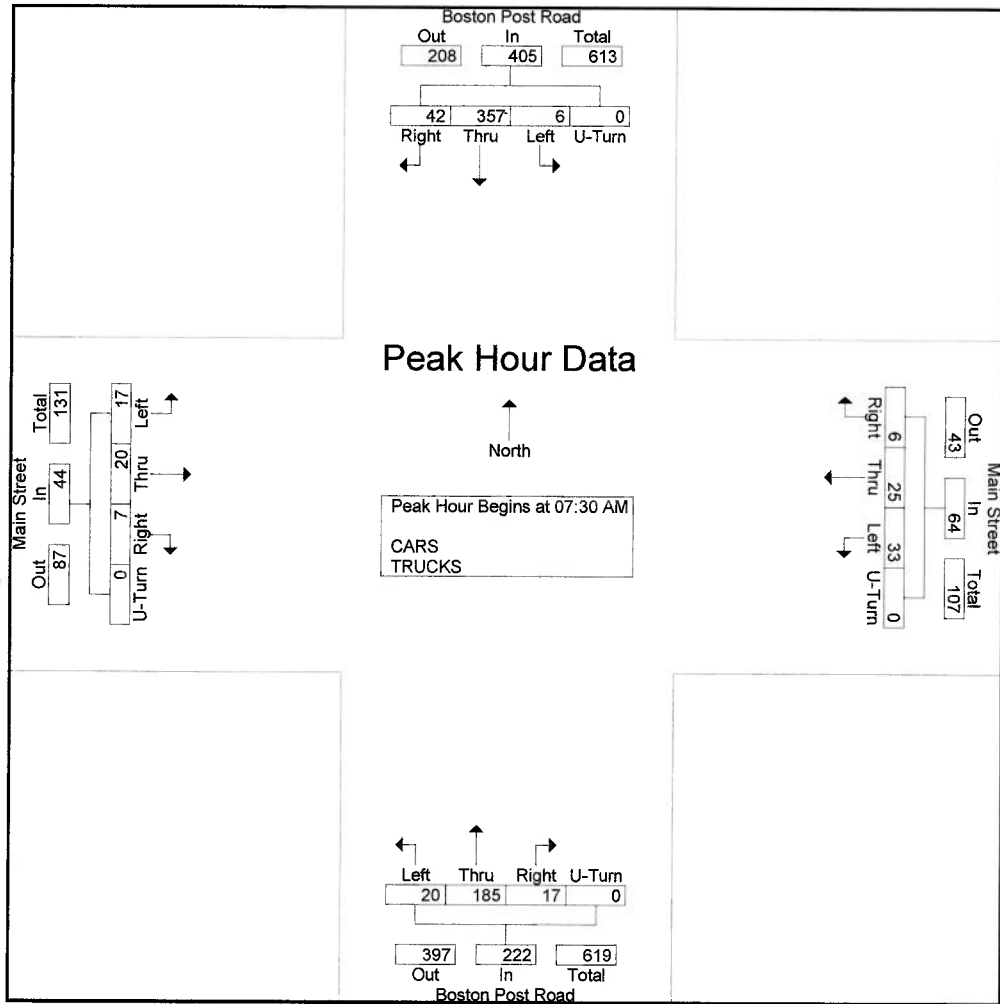 Boston Post Road
Out In Total
208 405 613
42 357 6 0
Right Thru Left U-Turn
Peak Hour Data
North
Peak Hour Begins at 07:30 AM
CARS
TRUCKS
Main Street
Total In Out
131 44 87
17 20 7 0
Left Thru Right U-Turn
Right Thru Left U-Turn
6 25 33 0
43 64 107
Out In Total
Main Street
Left Thru Right U-Turn
20 185 17 0
397 222 619
Out In Total
Boston Post Road